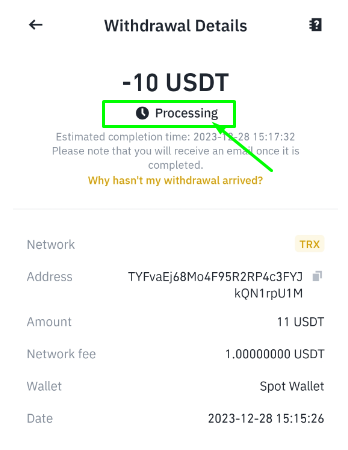 Withdrawal Details
-10 USDT
Processing
Estimated completion time: 2023-12-28 15:17:32
Please note that you will receive an email once it is
completed.
Why hasn't my withdrawal arrived?
Network TRX
Address TYFvaEj68Mo4F95R2RP4c3FYJ
kQN1rpU1M
Amount 11 USDT
Network fee 1.00000000 USDT
Wallet Spot Wallet
Date 2023-12-28 15:15:26